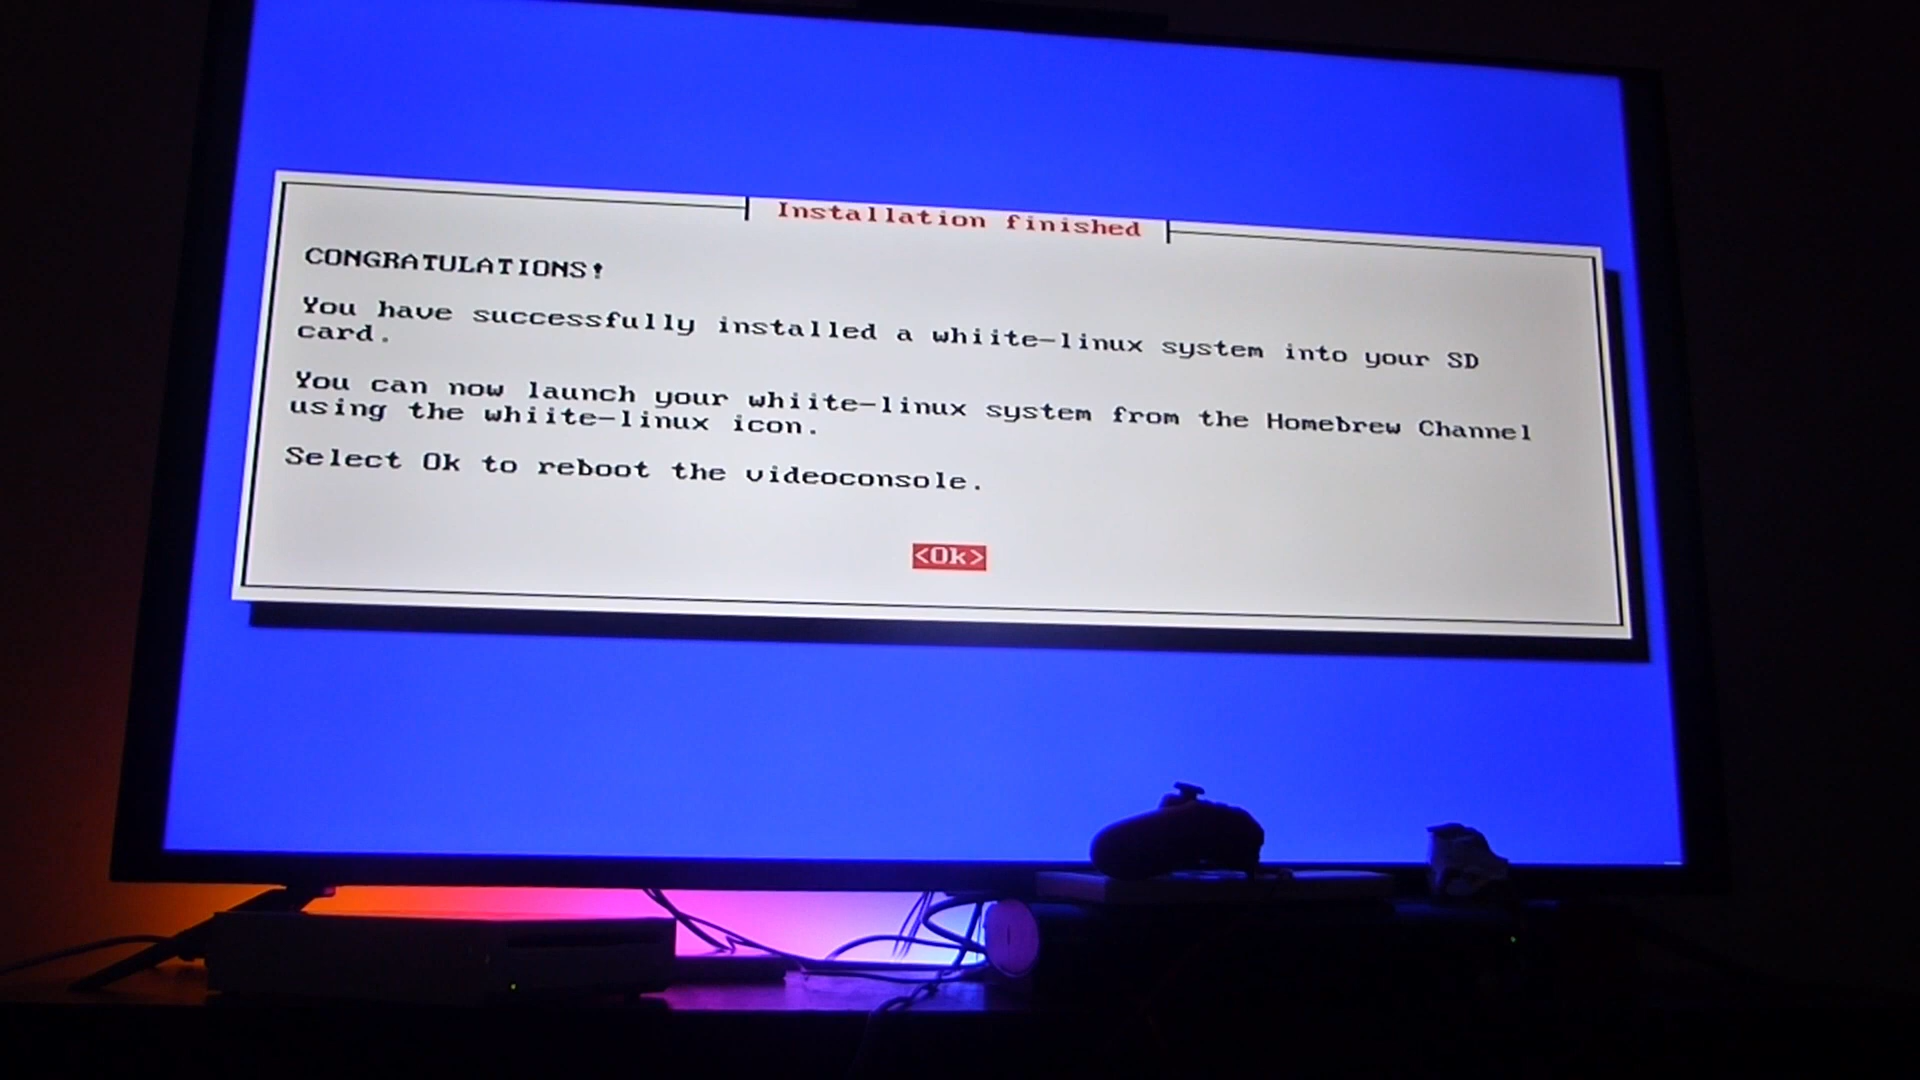 Installation finished
CONGRATULATIONS!
You have successfully installed a whiite-linux system into your SD
card.
You can now launch your whiite-linux system from the Homebrew Channel
using the whiite-linux icon.
Select Ok to reboot the videoconsole.
<Ok>